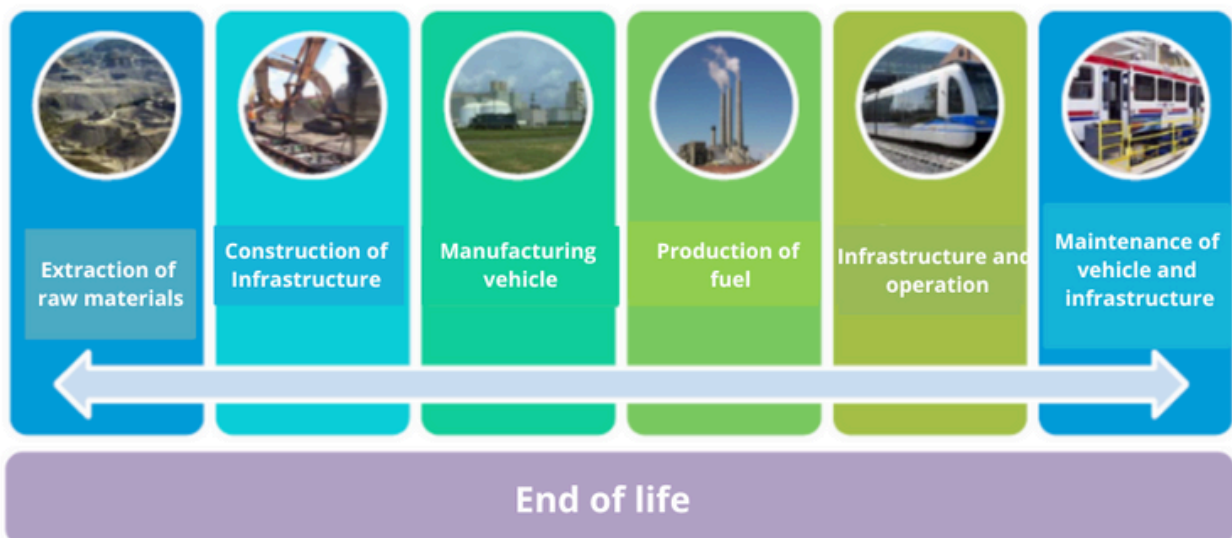 Extraction of
raw materials
Construction of
Infrastructure
Manufacturing
vehicle
Production of
fuel
Infrastructure and
operation
Maintenance of
vehicle and
infrastructure
End of life